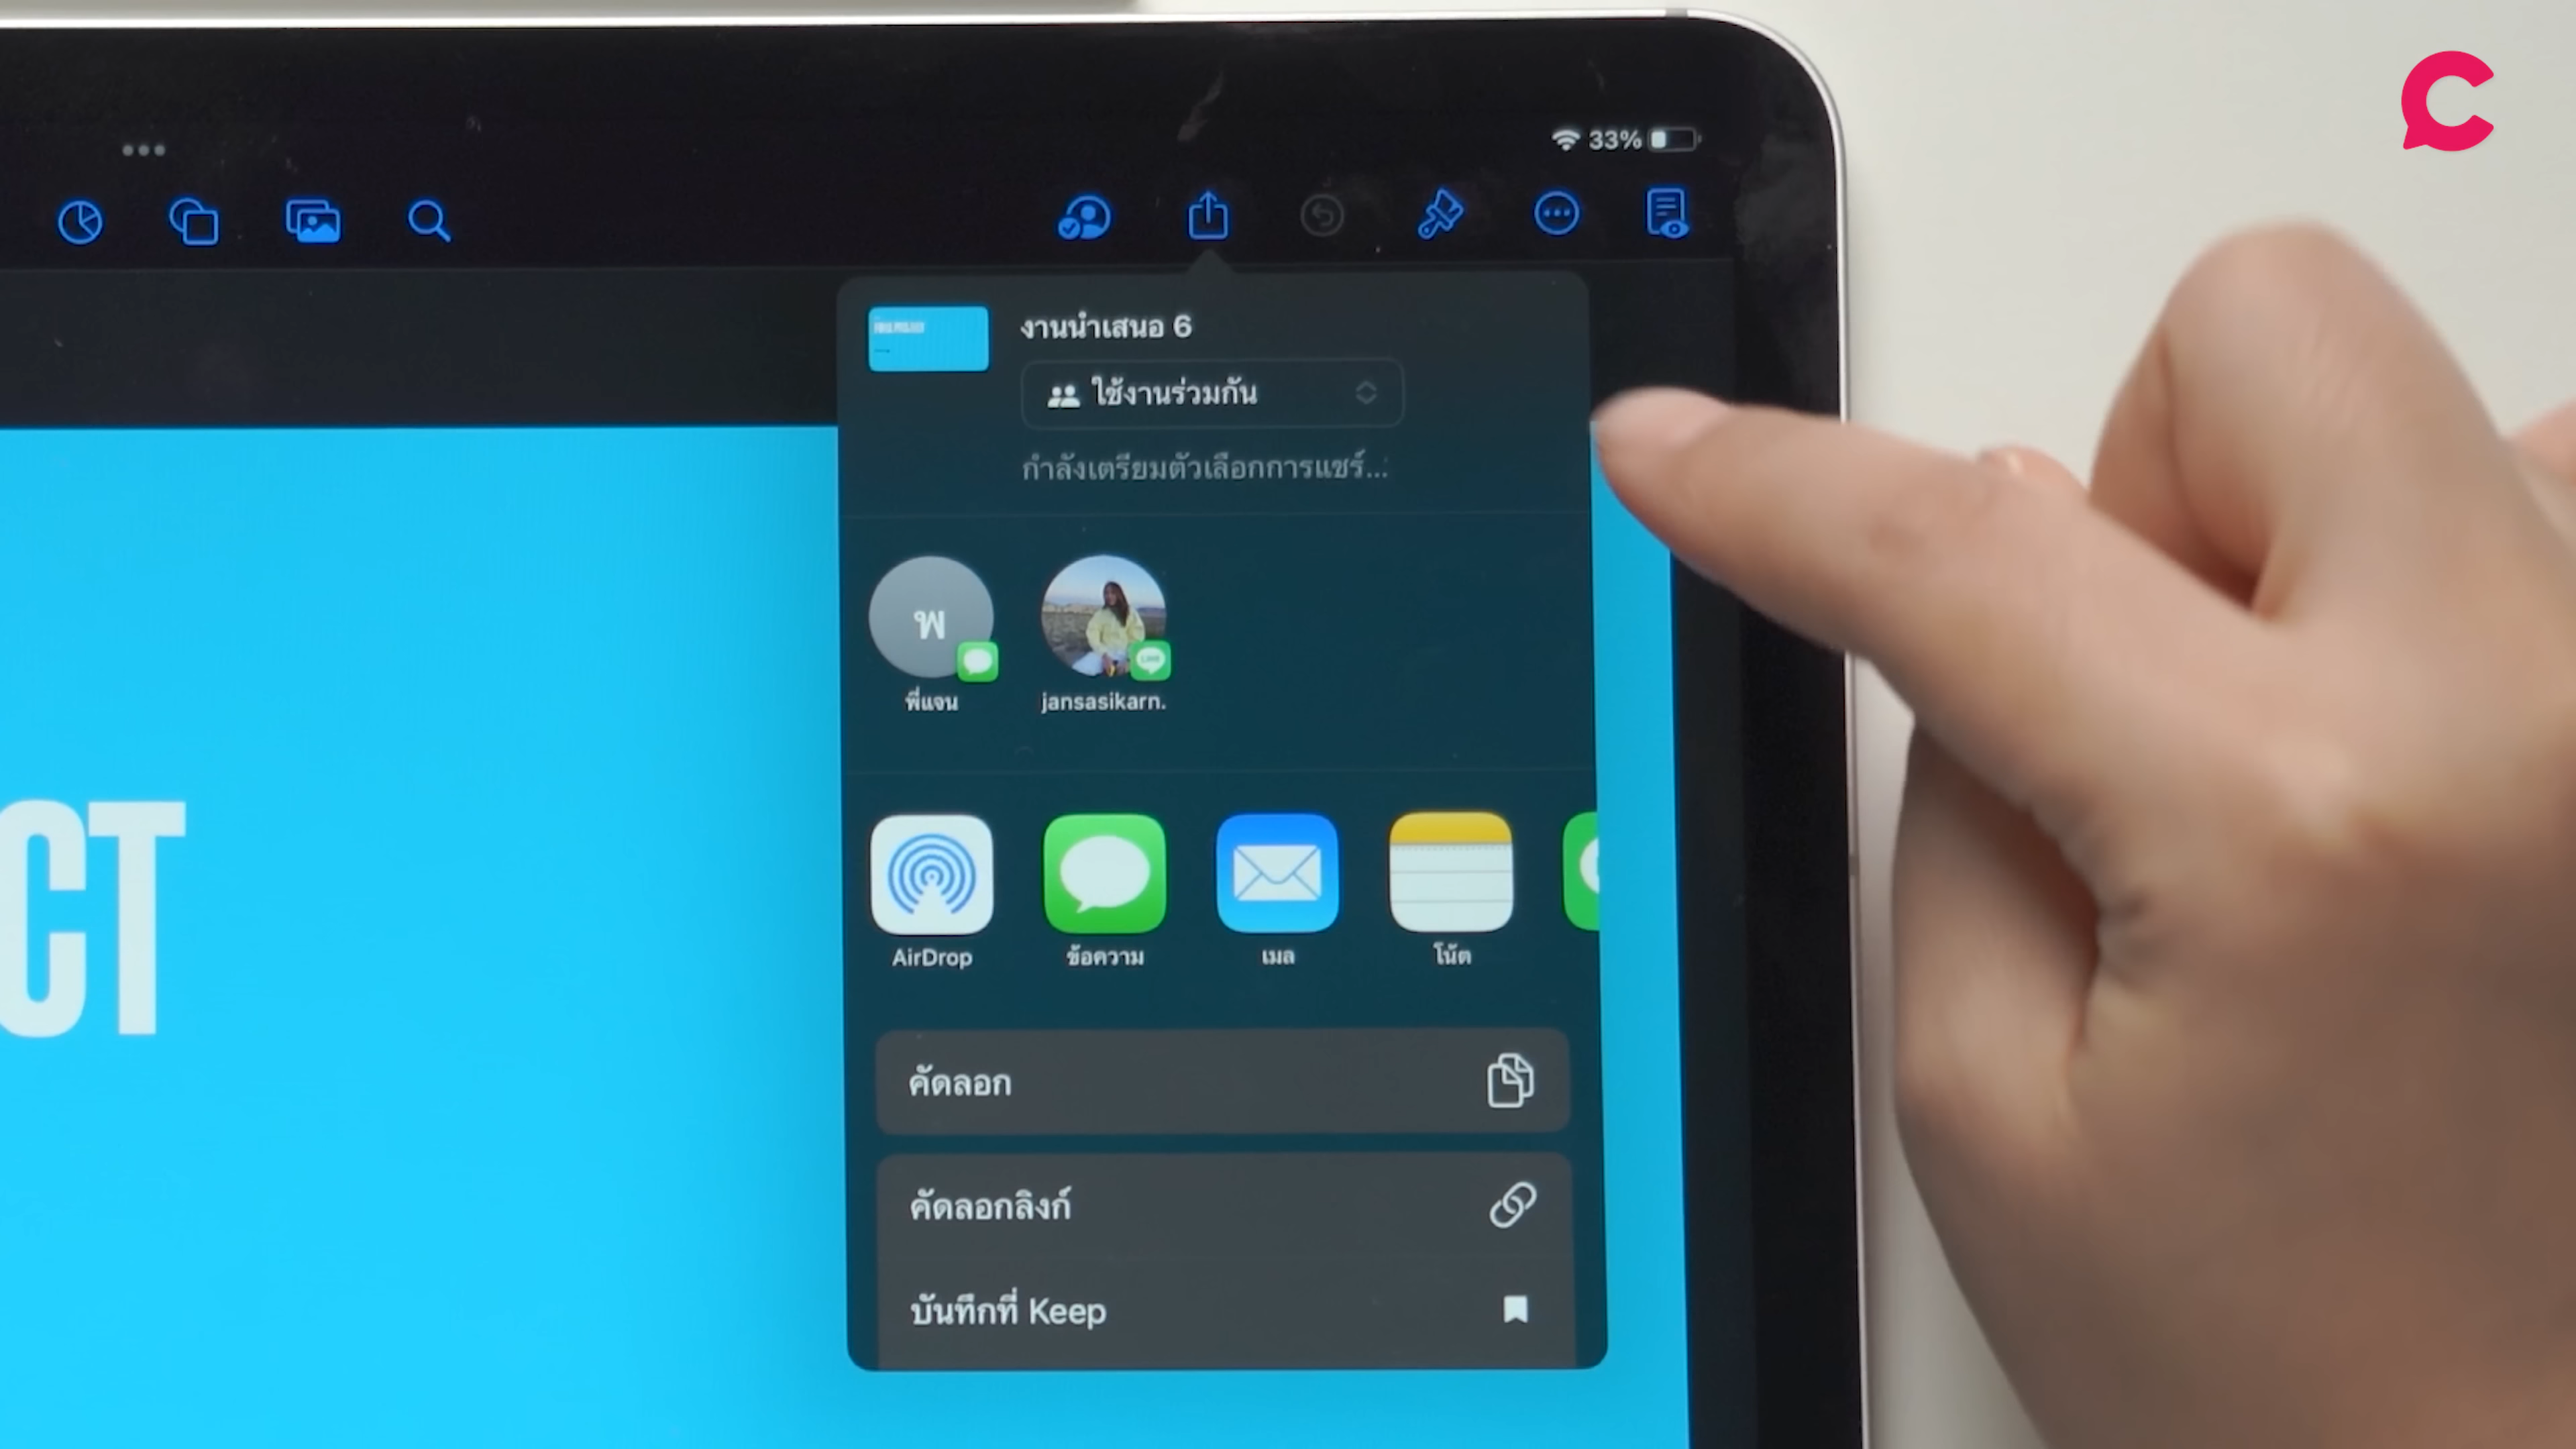 33%
งานนำเสนอ 6
ใช้งานร่วมกัน
กำลังเตรียมตัวเลือกการแชร์...
พ
พี่แจน
jansasikarn.
AirDrop
ข้อความ
เมล
โน้ต
CT
คัดลอก
คัดลอกลิงก์
บันทึกที่ Keep